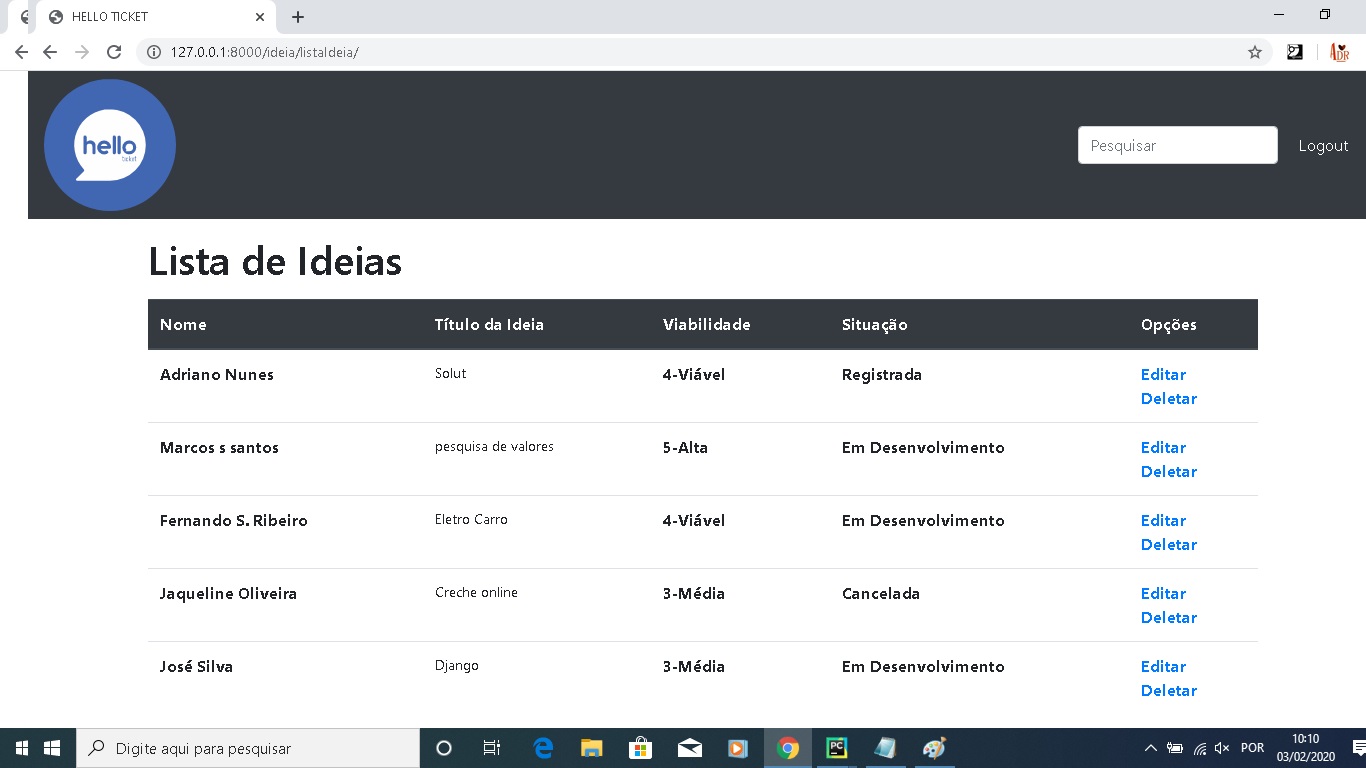 HELLO TICKET
127.0.0.1:8000/ideia/listaIdeia/
hello
ticket
Pesquisar
Logout
Lista de Ideias
Nome Título da Ideia Viabilidade Situação Opções
Adriano Nunes Solut 4-Viável Registrada Editar
Deletar
Marcos s santos pesquisa de valores 5-Alta Em Desenvolvimento Editar
Deletar
Fernando S. Ribeiro Eletro Carro 4-Viável Em Desenvolvimento Editar
Deletar
Jaqueline Oliveira Creche online 3-Média Cancelada Editar
Deletar
José Silva Django 3-Média Em Desenvolvimento Editar
Deletar
Digite aqui para pesquisar
PC
POR
10:10
03/02/2020